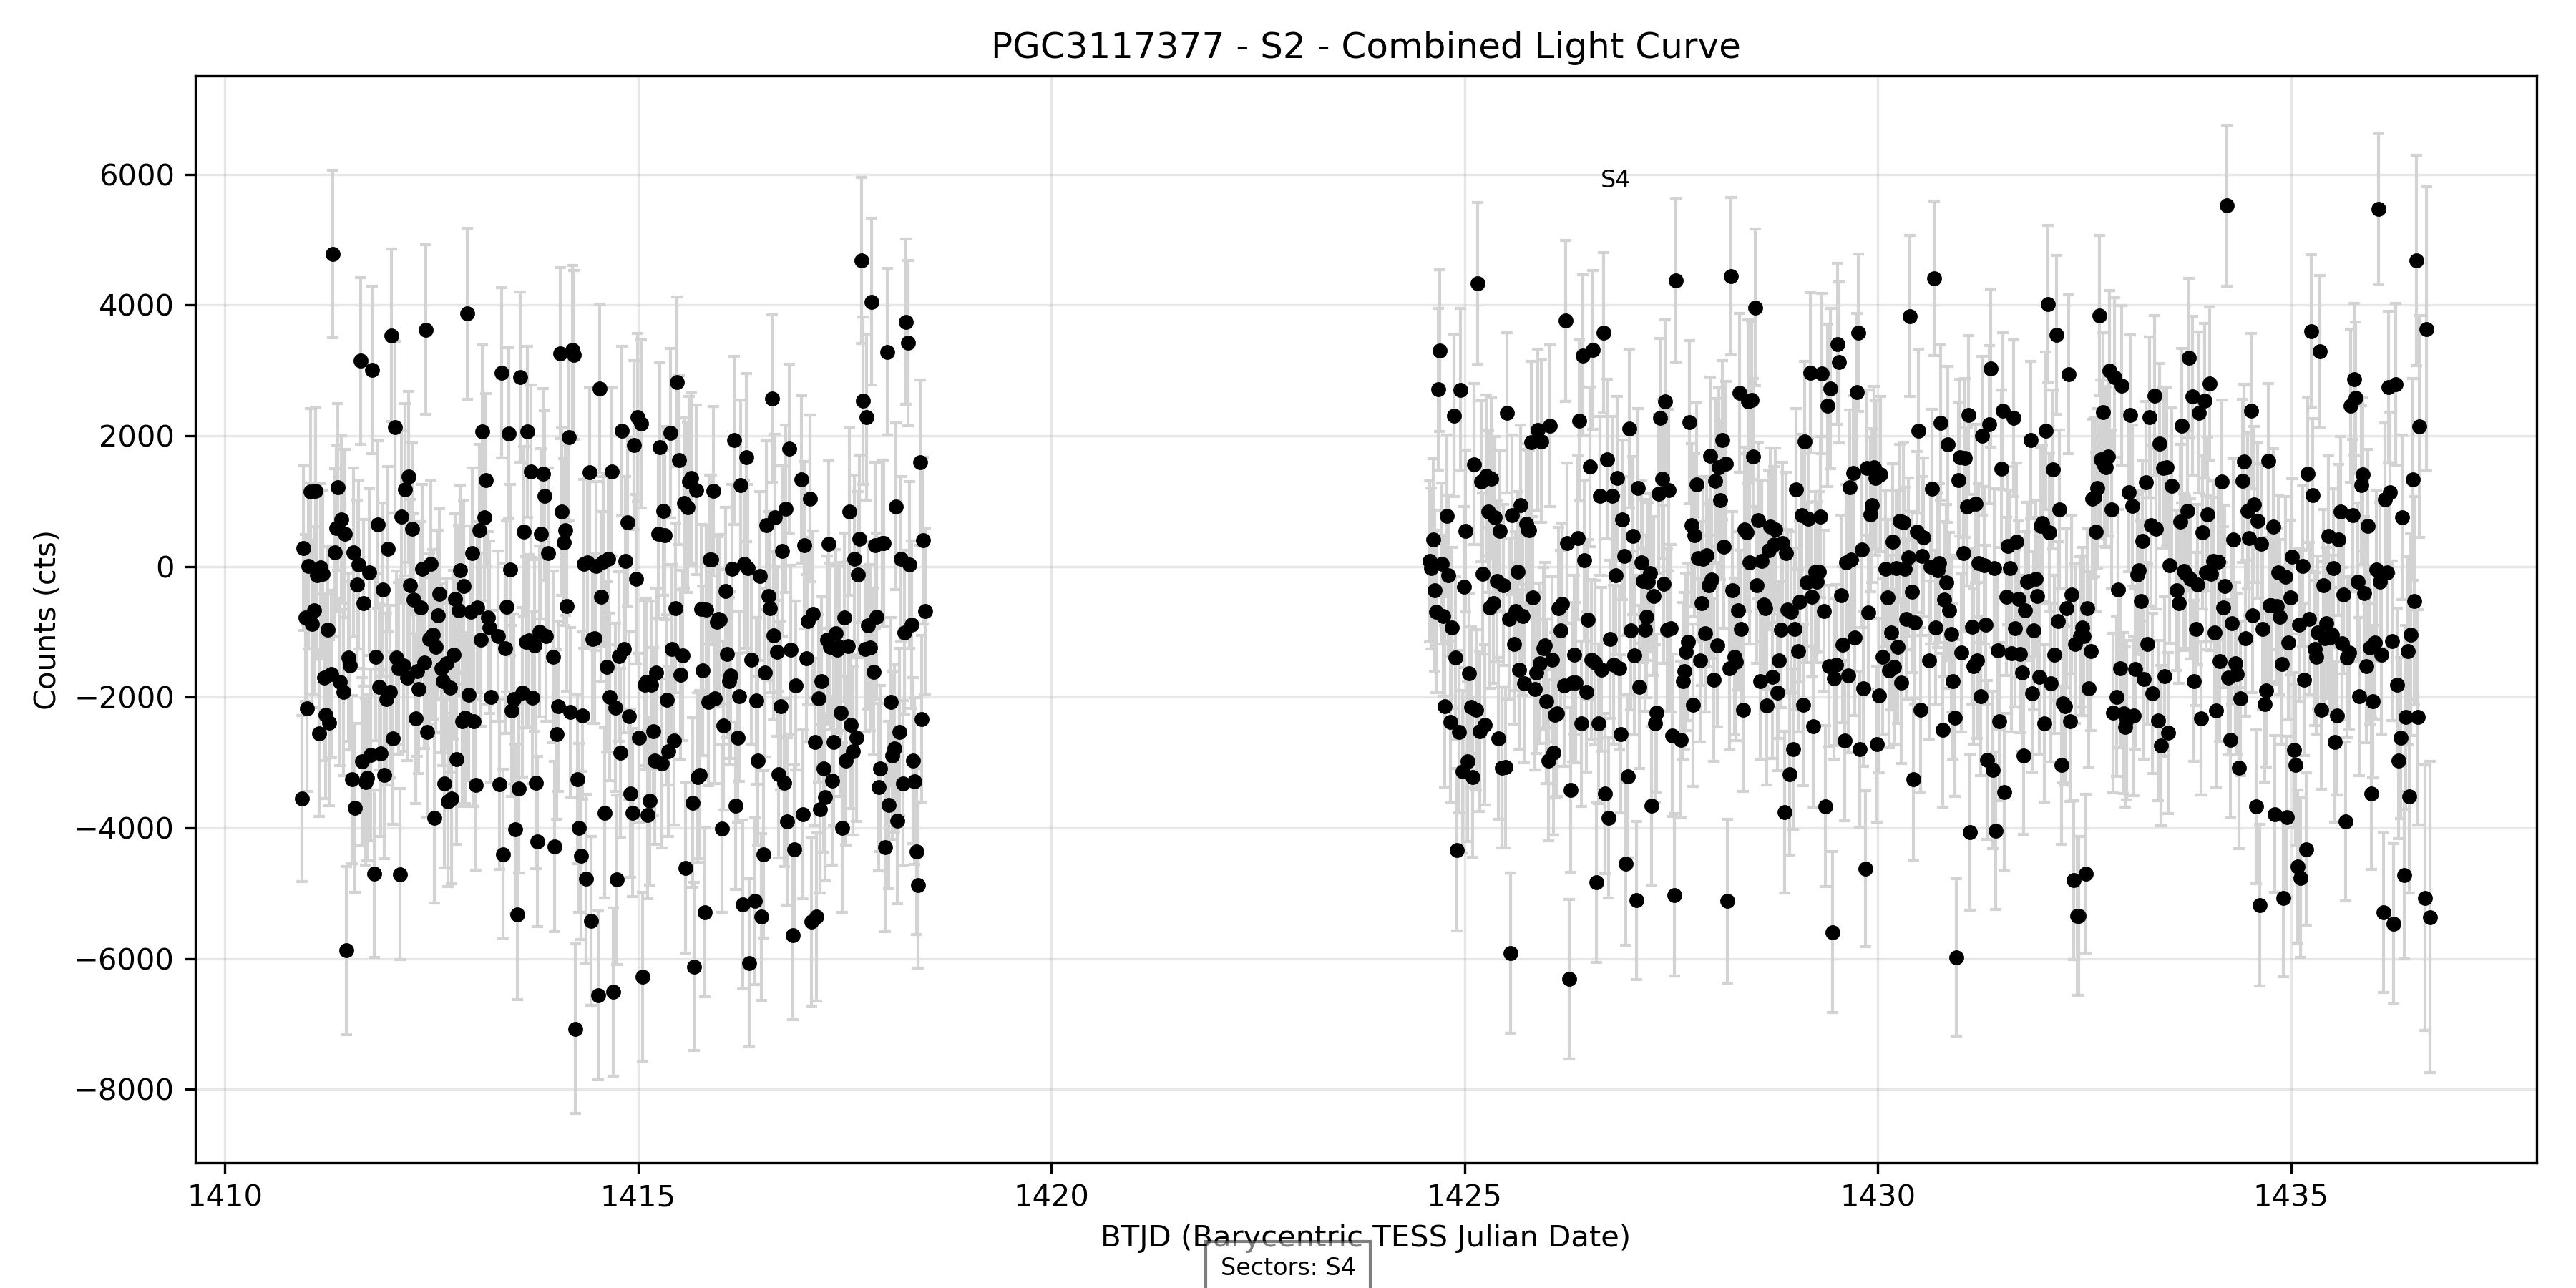 PGC3117377 - S2 - Combined Light Curve
Counts (cts)
6000
4000
2000
0
−2000
−4000
−6000
−8000
S4
1410 1415 1420 1425 1430 1435
BTJD (Barycentric TESS Julian Date)
Sectors: S4